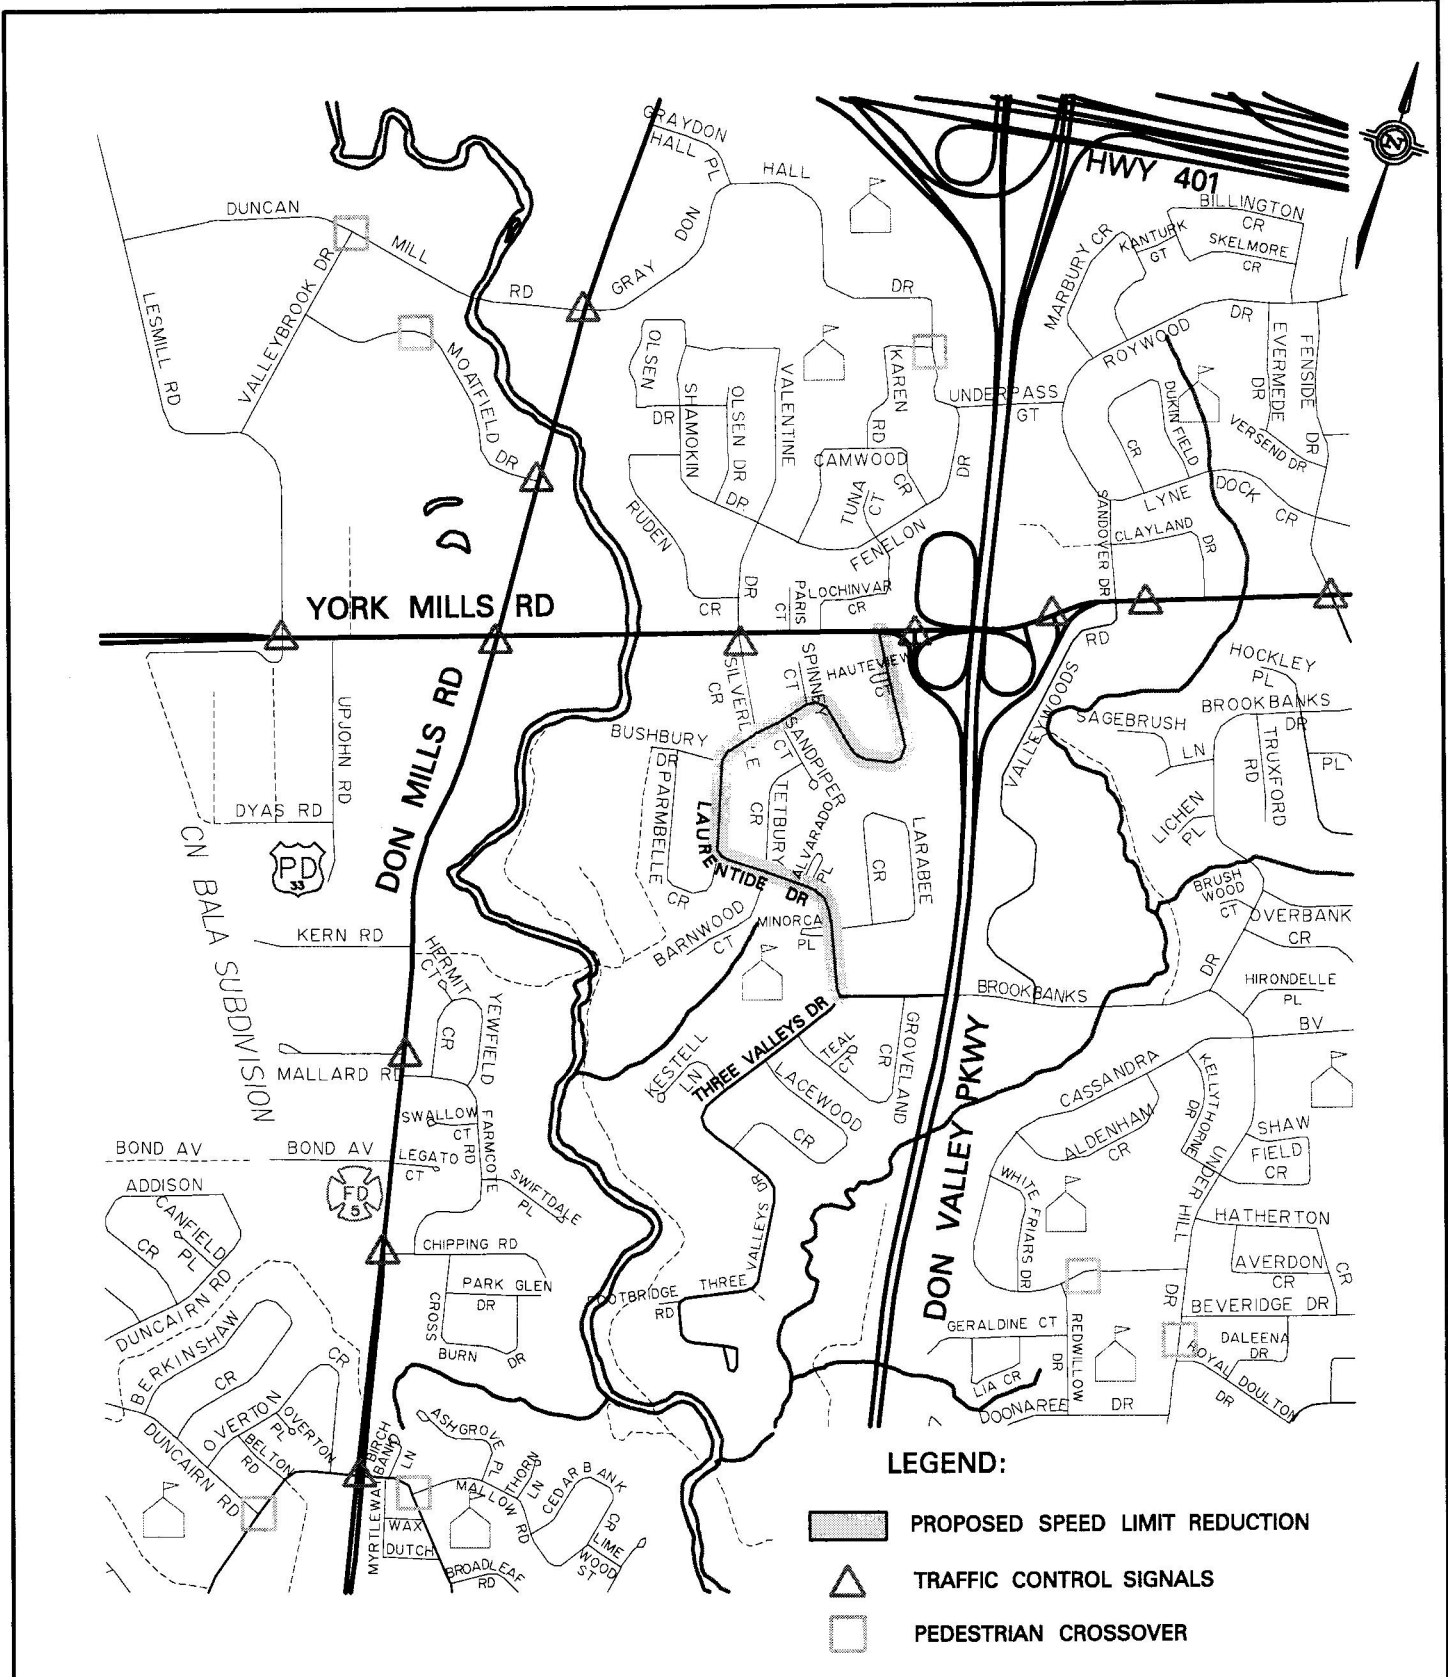 GRAYDON
HALL PL
HALL
HWY 401
DUNCAN
MILL
RD
GRAY
DON
DR
BILLINGTON
CR
SKELMORE
CR
KANTURK
GT
MARBURY CR
LESMILL RD
VALLEYBROOK DR
MOATFIELD DR
OLSEN
DR
SHAMOKIN
OLSEN DR
DR
VALENTINE
DR
KAREN
RD
CAMWOOD
CR
TUNA
CT
UNDERPASS
GT
DR
FENELON
ROYWOOD
DR
EVERMEDE
DR
FENSIDE
DR
DUKINFIELD
CR
VERSEND DR
LYNE
DOCK
CR
SANDOVER DR
CLAYLAND
DR
RUDEN
CR
PARIS
CT
LOCHINVAR
CR
YORK MILLS RD
RD
VALLEYWOODS
N
DON MILLS RD
UPJOHN RD
DYAS RD
PD
33
CN BALA SUBDIVISION
SILVERDALE
CR
SPINNEY
CT
HAUTEVIEW
BUSHBURY
DR
PARMBELLE
CR
SANDPIPER
CT
TETBURY
CR
ALVARADO
PL
LAURENTIDE DR
LARABEE
CR
BARNWOOD
CT
MINORCA
PL
HOCKLEY
PL
BROOKBANKS
DR
SAGEBRUSH
LN
TRUXFORD
RD
PL
LICHEN
PL
BRUSH
WOOD
CT
OVERBANK
CR
DR
HIRONDELLE
PL
BV
BROOKBANKS
KERN RD
HERMIT
CT
YEWFIELD
CR
MALLARD RD
SWALLOW
CT
FARMCOTE
RD
LEGATO
CT
SWIFTDALE
PL
BOND AV
BOND AV
FD
5
THREE VALLEYS DR
KESTELL
LN
TEAL
CT
LACEWOOD
CR
GROVELAND
CR
DON VALLEY PKWY
CASSANDRA
ALDENHAM
CR
KELLYTHORNE
DR
UNDER HILL
DR
SHAW
FIELD
CR
WHITE FRIARS DR
HATHERTON
CR
AVERDON
CR
BEVERIDGE DR
ADDISON
CR
CANFIELD
PL
DUNCAIRN RD
CHIPPING RD
PARK GLEN
DR
CROSS
BURN
DR
FOOTBRIDGE
RD
THREE
VALLEYS
DR
GERALDINE CT
REDWILLOW
DR
LIA CR
DOONAREE
DR
DALEENA
DR
ROYAL
DOULTON
DR
BERKINSHAW
CR
OVERTON
CR
OVERTON
PL
BELTON
RD
DUNCAIRN RD
BIRCH
BANK
LN
ASHGROVE
PL
THORN
LN
MALLOW RD
CEDAR BANK
CR
LIME
WOOD
ST
MYRTLE
WAX
DUTCH
BROADLEAF
RD
LEGEND:
PROPOSED SPEED LIMIT REDUCTION
TRAFFIC CONTROL SIGNALS
PEDESTRIAN CROSSOVER